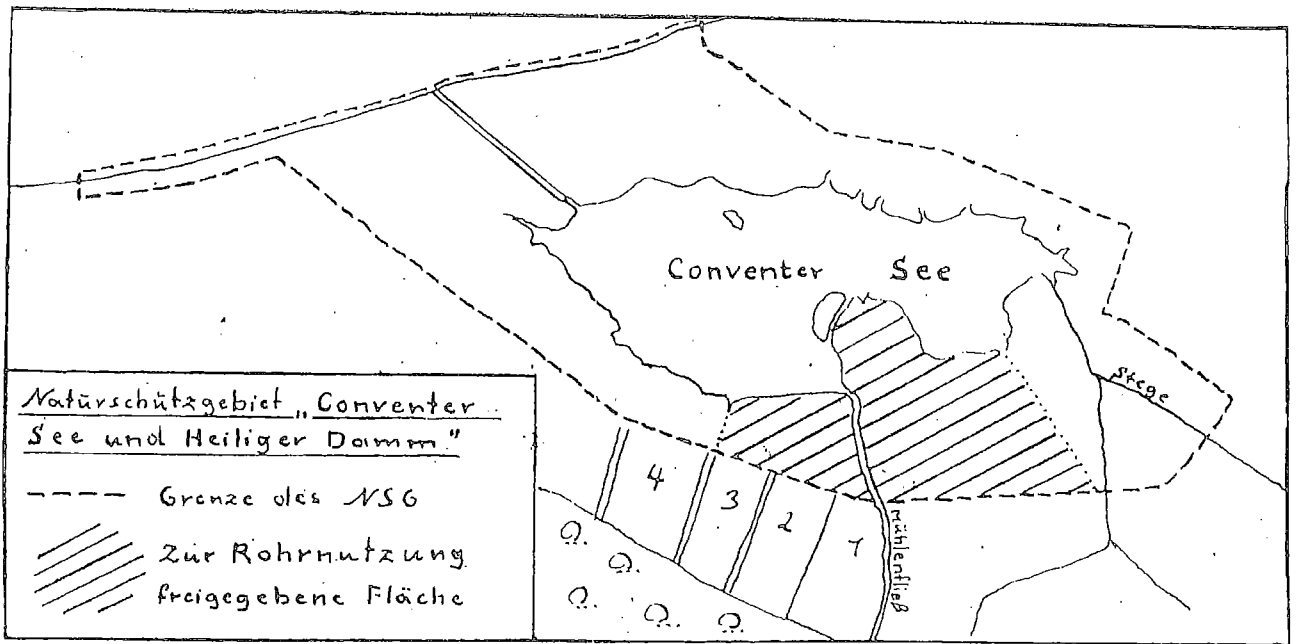 Conventer See
Stege
Naturschutzgebiet „Conventer
See und Heiliger Damm"
Grenze des NSG
Zur Rohrnutzung
freigegebene Fläche
4
3
2
1
Mühlenfließ